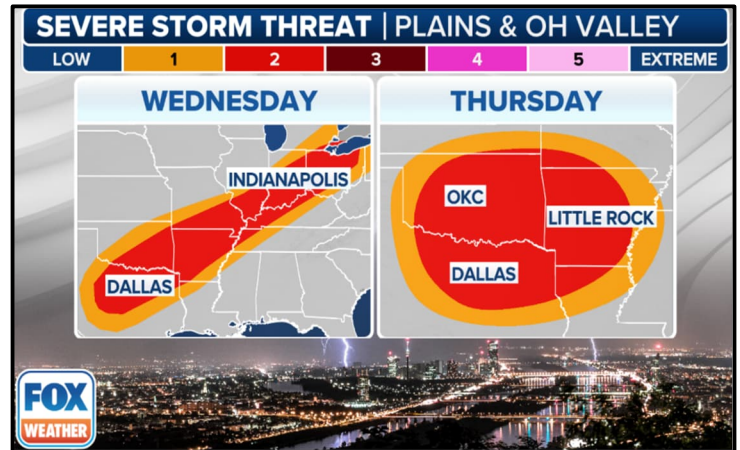 SEVERE STORM THREAT | PLAINS & OH VALLEY
LOW 1 2 3 4 5 EXTREME
WEDNESDAY
INDIANAPOLIS
DALLAS
THURSDAY
OKC
LITTLE ROCK
DALLAS
FOX
WEATHER